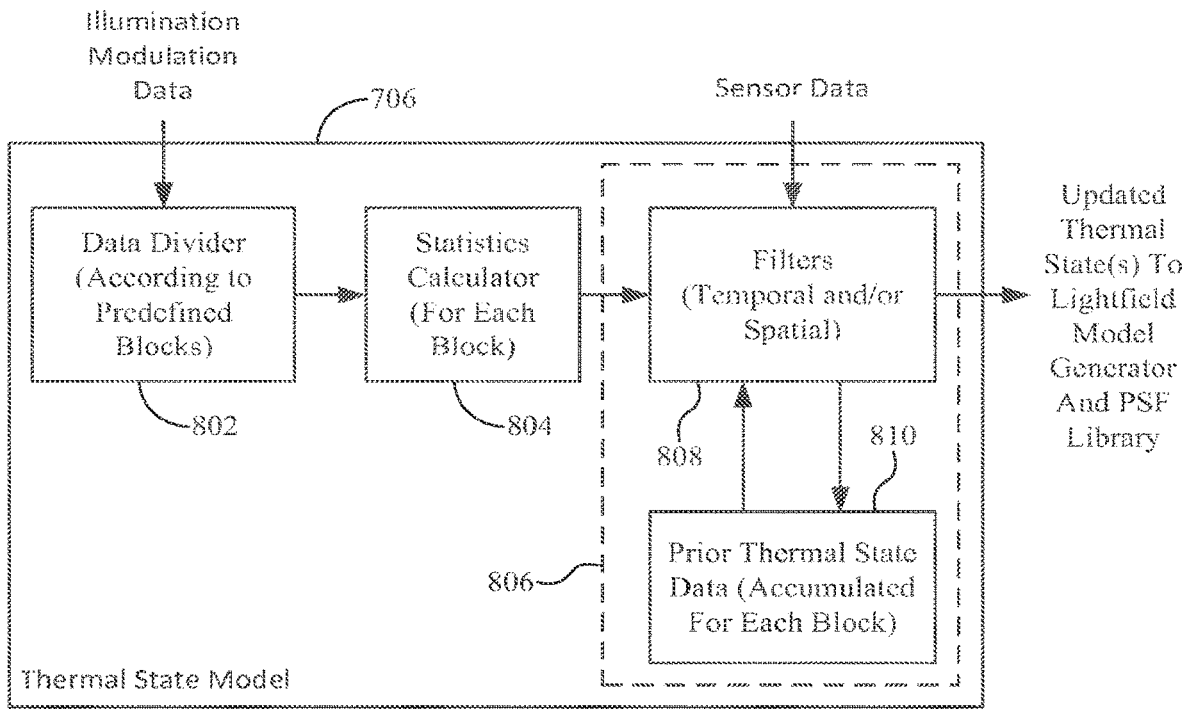 Illumination
Modulation
Data
706
Sensor Data
Data Divider
(According to
Predefined
Blocks)
Statistics
Calculator
(For Each
Block)
Filters
(Temporal and/or
Spatial)
Updated
Thermal
State(s) To
Lightfield
Model
Generator
And PSF
Library
802
804
808
810
806
Prior Thermal State
Data (Accumulated
For Each Block)
Thermal State Model